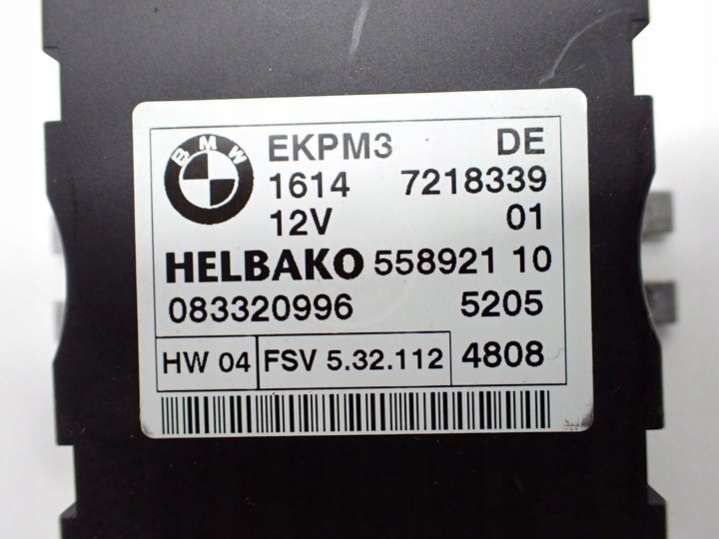 BMW
EKPM3 DE
1614 7218339
12V 01
HELBAKO 558921 10
083320996 5205
HW 04 FSV 5.32.112 4808